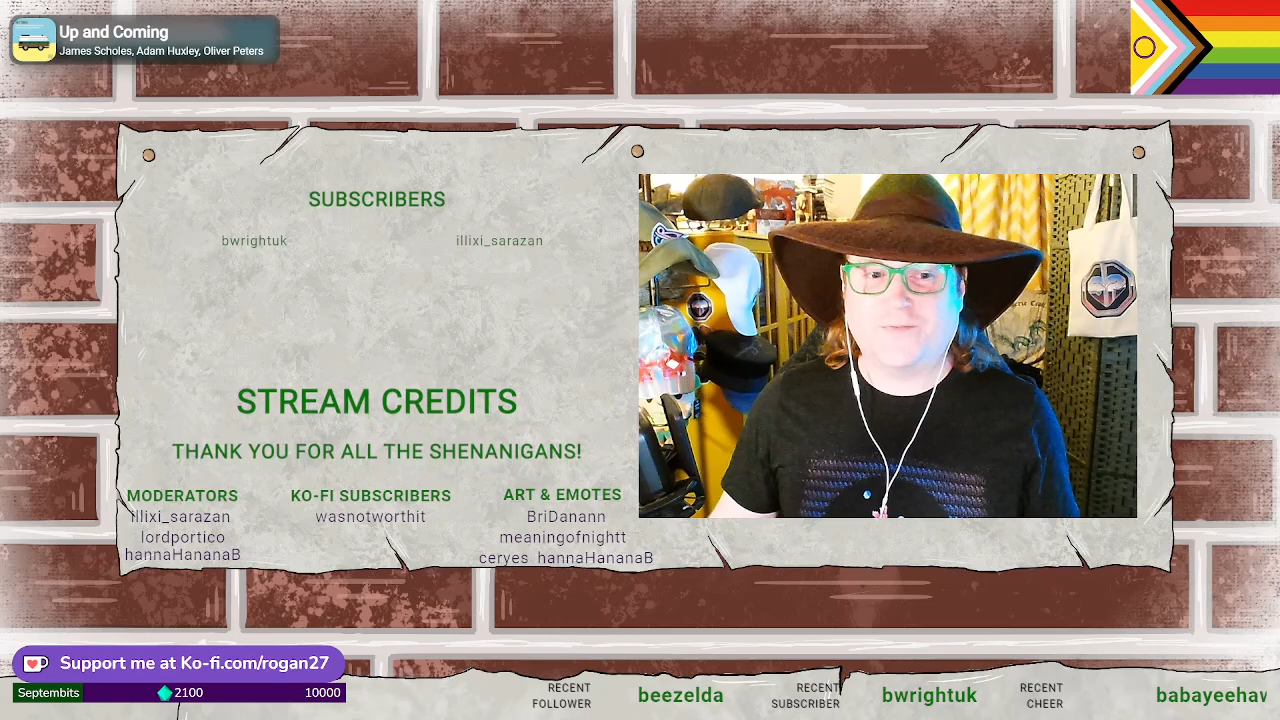 Up and Coming
James Scholes, Adam Huxley, Oliver Peters
SUBSCRIBERS
bwrightuk illixi_sarazan
STREAM CREDITS
THANK YOU FOR ALL THE SHENANIGANS!
MODERATORS KO-FI SUBSCRIBERS ART & EMOTES
illixi_sarazan wasnotworthit BriDanann
lordportico meaningofnightt
hannaHananaB ceryes_hannaHananaB
Support me at Ko-fi.com/rogan27
Septembits 2100 10000
RECENT FOLLOWER beezelda
RECENT SUBSCRIBER bwrightuk
RECENT CHEER